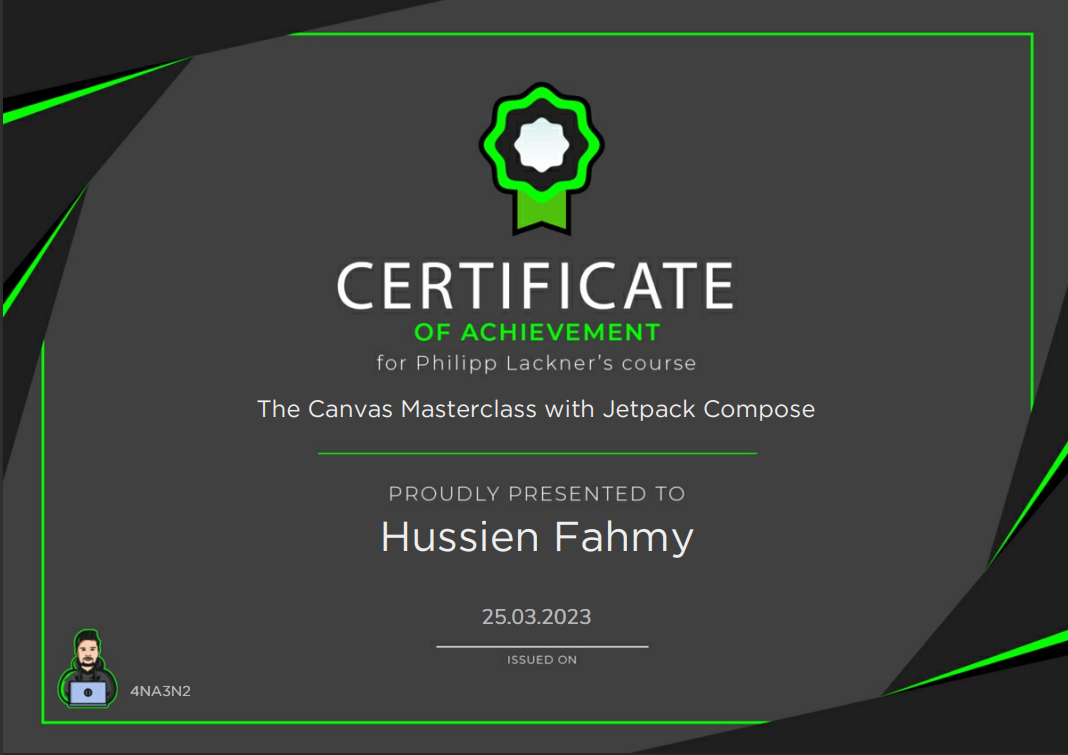 CERTIFICATE
OF ACHIEVEMENT
for Philipp Lackner's course
The Canvas Masterclass with Jetpack Compose
PROUDLY PRESENTED TO
Hussien Fahmy
25.03.2023
ISSUED ON
4NA3N2